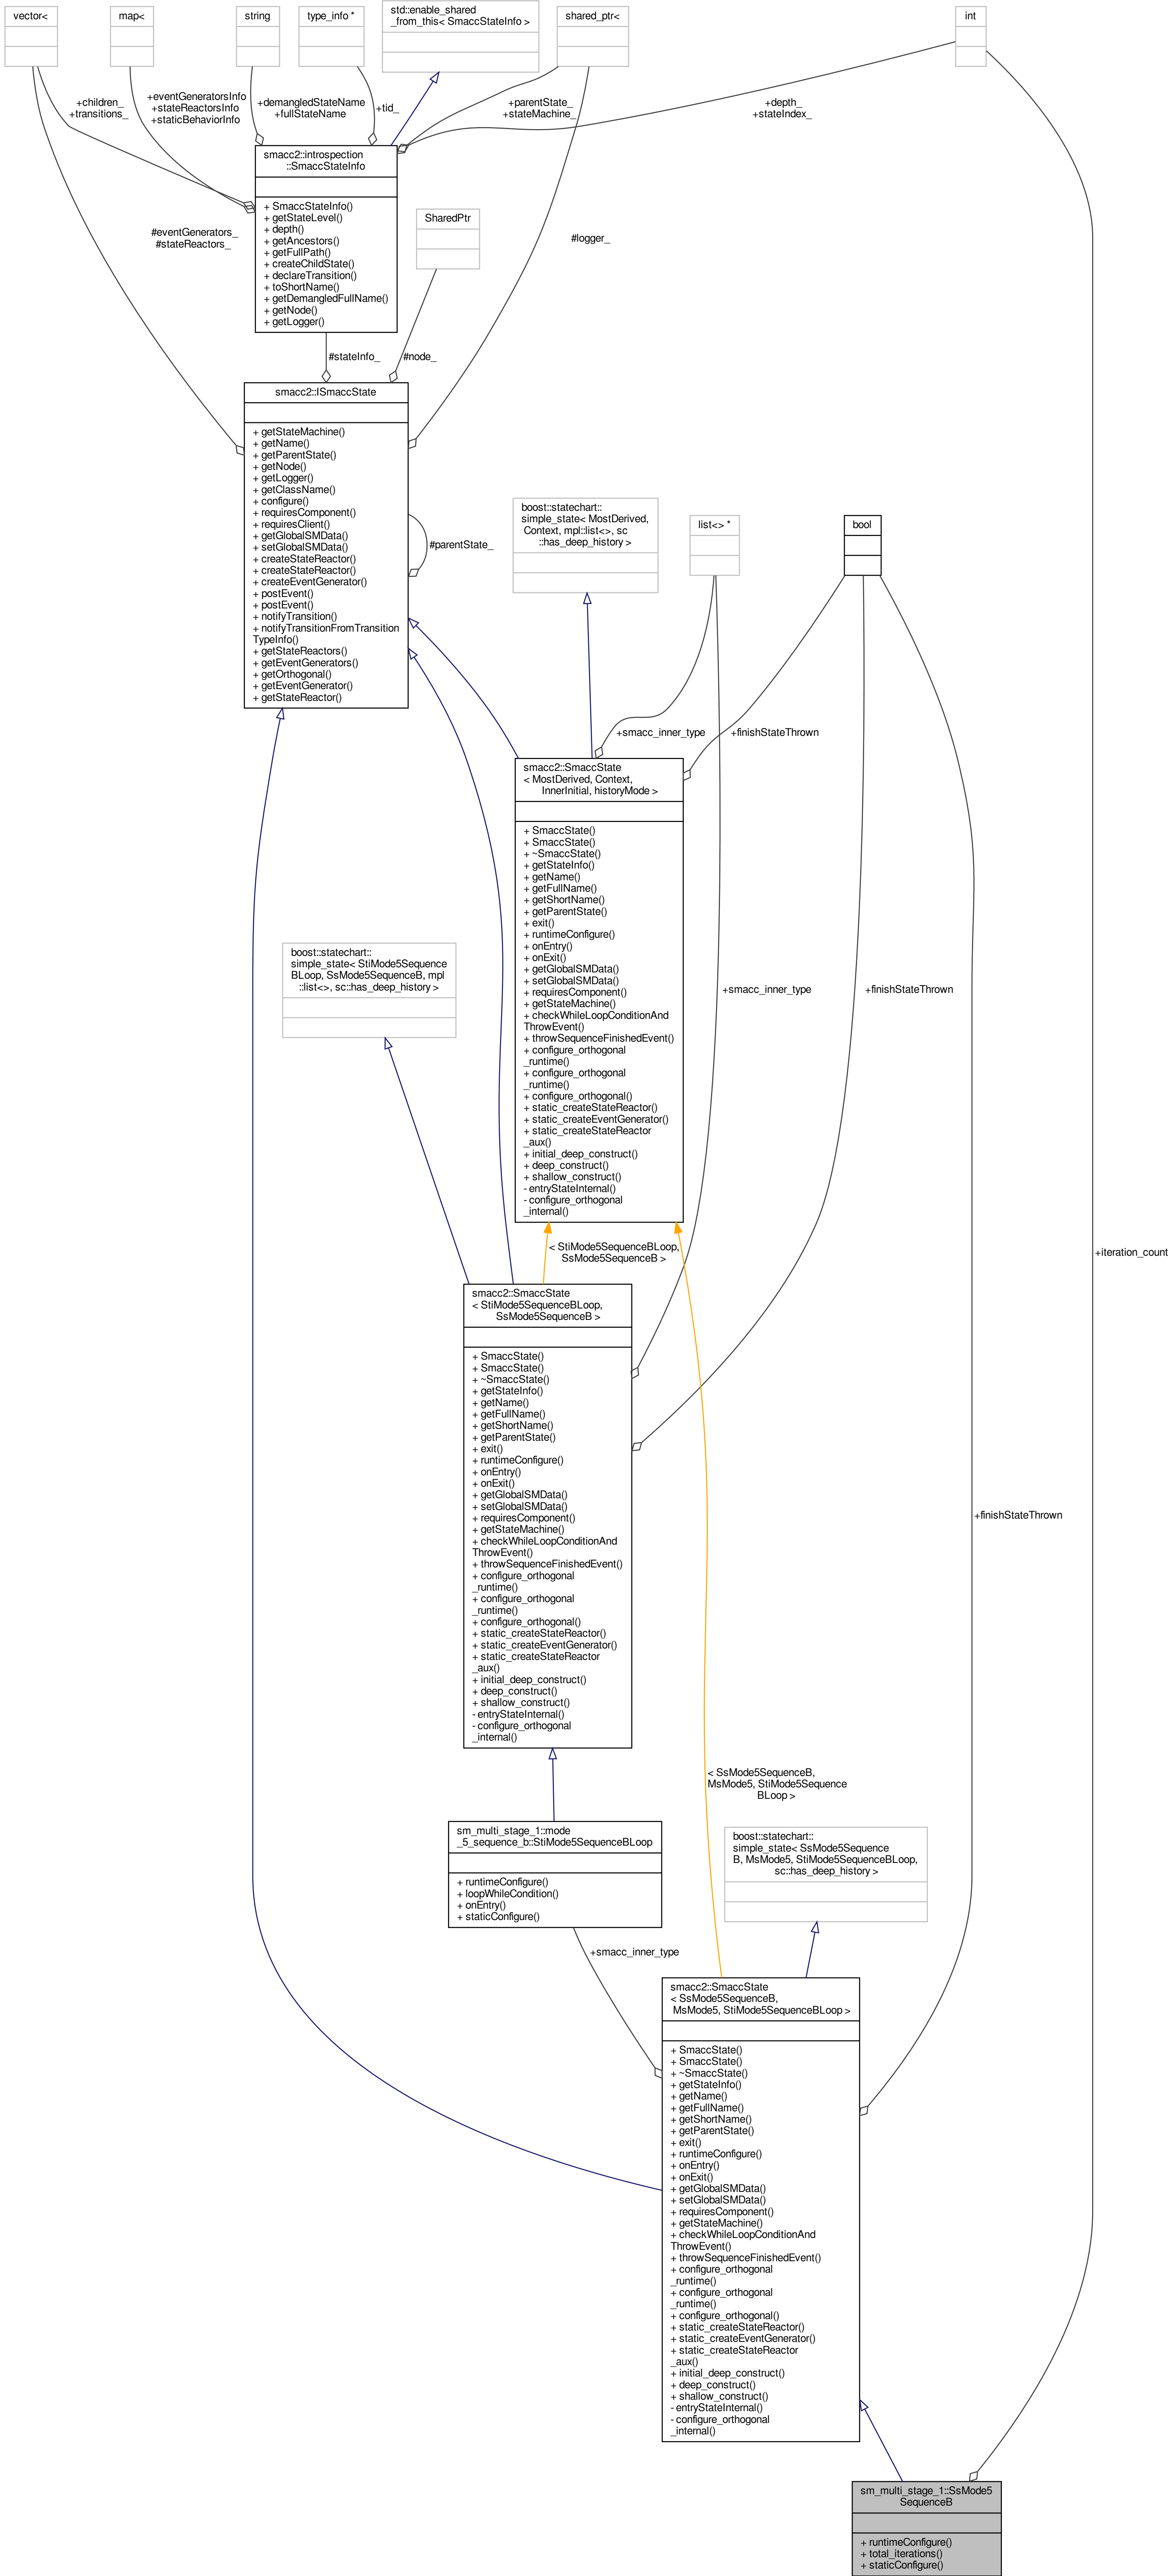 vector<
map<
string
type_info *
std::enable_shared
_from_this< SmaccStateInfo >
shared_ptr<
int
+children_
+transitions_
+eventGeneratorsInfo
+stateReactorsInfo
+staticBehaviorInfo
+demangledStateName
+fullStateName
+tid_
+parentState_
+stateMachine_
+depth_
+stateIndex_
smacc2::introspection
::SmaccStateInfo
+ SmaccStateInfo()
+ getStateLevel()
+ depth()
+ getAncestors()
+ getFullPath()
+ createChildState()
+ declareTransition()
+ toShortName()
+ getDemangledFullName()
+ getNode()
+ getLogger()
SharedPtr
#eventGenerators_
#stateReactors_
#logger_
#stateInfo_
#node_
smacc2::ISmaccState
+ getStateMachine()
+ getName()
+ getParentState()
+ getNode()
+ getLogger()
+ getClassName()
+ configure()
+ requiresComponent()
+ requiresClient()
+ getGlobalSMData()
+ setGlobalSMData()
+ createStateReactor()
+ createStateReactor()
+ createEventGenerator()
+ postEvent()
+ postEvent()
+ notifyTransition()
+ notifyTransitionFromTransition
TypeInfo()
+ getStateReactors()
+ getEventGenerators()
+ getOrthogonal()
+ getEventGenerator()
+ getStateReactor()
#parentState_
boost::statechart::
simple_state< MostDerived,
Context, mpl::list<>, sc
::has_deep_history >
list<> *
bool
+smacc_inner_type
+finishStateThrown
smacc2::SmaccState
< MostDerived, Context,
InnerInitial, historyMode >
+ SmaccState()
+ SmaccState()
+ ~SmaccState()
+ getStateInfo()
+ getName()
+ getFullName()
+ getShortName()
+ getParentState()
+ exit()
+ runtimeConfigure()
+ onEntry()
+ onExit()
+ getGlobalSMData()
+ setGlobalSMData()
+ requiresComponent()
+ getStateMachine()
+ checkWhileLoopConditionAnd
ThrowEvent()
+ throwSequenceFinishedEvent()
+ configure_orthogonal
_runtime()
+ configure_orthogonal
_runtime()
+ configure_orthogonal()
+ static_createStateReactor()
+ static_createEventGenerator()
+ static_createStateReactor
_aux()
+ initial_deep_construct()
+ deep_construct()
+ shallow_construct()
- entryStateInternal()
- configure_orthogonal
_internal()
boost::statechart::
simple_state< StiMode5Sequence
BLoop, SsMode5SequenceB, mpl
::list<>, sc::has_deep_history >
+smacc_inner_type
+finishStateThrown
< StiMode5SequenceBLoop,
SsMode5SequenceB >
+iteration_count
smacc2::SmaccState
< StiMode5SequenceBLoop,
SsMode5SequenceB >
+ SmaccState()
+ SmaccState()
+ ~SmaccState()
+ getStateInfo()
+ getName()
+ getFullName()
+ getShortName()
+ getParentState()
+ exit()
+ runtimeConfigure()
+ onEntry()
+ onExit()
+ getGlobalSMData()
+ setGlobalSMData()
+ requiresComponent()
+ getStateMachine()
+ checkWhileLoopConditionAnd
ThrowEvent()
+ throwSequenceFinishedEvent()
+ configure_orthogonal
_runtime()
+ configure_orthogonal
_runtime()
+ configure_orthogonal()
+ static_createStateReactor()
+ static_createEventGenerator()
+ static_createStateReactor
_aux()
+ initial_deep_construct()
+ deep_construct()
+ shallow_construct()
- entryStateInternal()
- configure_orthogonal
_internal()
+finishStateThrown
< SsMode5SequenceB,
MsMode5, StiMode5Sequence
BLoop >
sm_multi_stage_1::mode
_5_sequence_b::StiMode5SequenceBLoop
+ runtimeConfigure()
+ loopWhileCondition()
+ onEntry()
+ staticConfigure()
boost::statechart::
simple_state< SsMode5Sequence
B, MsMode5, StiMode5SequenceBLoop,
sc::has_deep_history >
+smacc_inner_type
smacc2::SmaccState
< SsMode5SequenceB,
MsMode5, StiMode5SequenceBLoop >
+ SmaccState()
+ SmaccState()
+ ~SmaccState()
+ getStateInfo()
+ getName()
+ getFullName()
+ getShortName()
+ getParentState()
+ exit()
+ runtimeConfigure()
+ onEntry()
+ onExit()
+ getGlobalSMData()
+ setGlobalSMData()
+ requiresComponent()
+ getStateMachine()
+ checkWhileLoopConditionAnd
ThrowEvent()
+ throwSequenceFinishedEvent()
+ configure_orthogonal
_runtime()
+ configure_orthogonal
_runtime()
+ configure_orthogonal()
+ static_createStateReactor()
+ static_createEventGenerator()
+ static_createStateReactor
_aux()
+ initial_deep_construct()
+ deep_construct()
+ shallow_construct()
- entryStateInternal()
- configure_orthogonal
_internal()
sm_multi_stage_1::SsMode5
SequenceB
+ runtimeConfigure()
+ total_iterations()
+ staticConfigure()